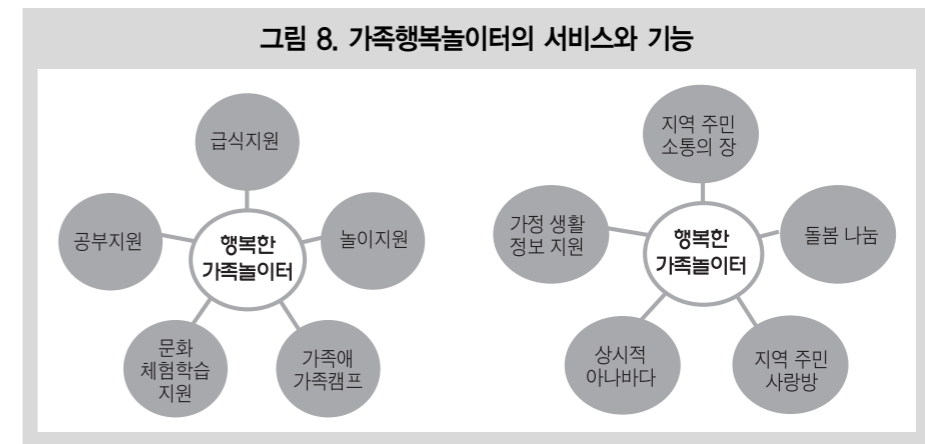 그림 8. 가족행복놀이터의 서비스와 기능
급식지원
공부지원
행복한
가족놀이터
놀이지원
문화
체험학습
지원
가족애
가족캠프
지역 주민
소통의 장
가정 생활
정보 지원
행복한
가족놀이터
돌봄 나눔
상시적
아나바다
지역 주민
사랑방